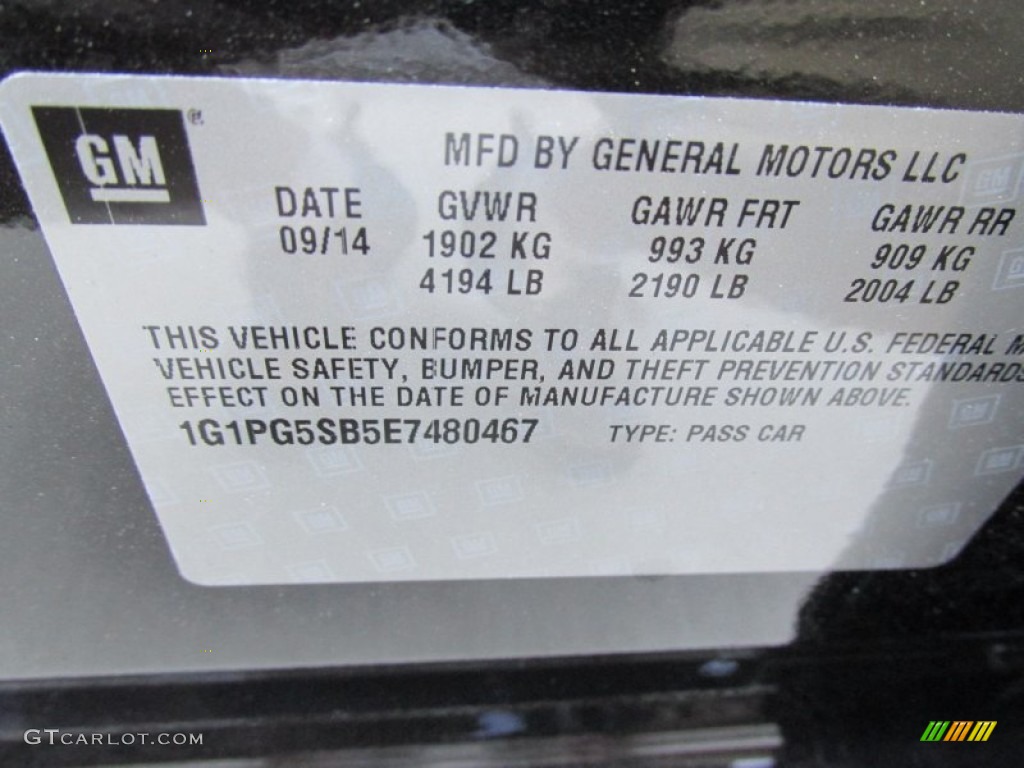 GM®
MFD BY GENERAL MOTORS LLC
DATE GVWR GAWR FRT GAWR RR
09/14 1902 KG 993 KG 909 KG
4194 LB 2190 LB 2004 LB
THIS VEHICLE CONFORMS TO ALL APPLICABLE U.S. FEDERAL M
VEHICLE SAFETY, BUMPER, AND THEFT PREVENTION STANDARDS
EFFECT ON THE DATE OF MANUFACTURE SHOWN ABOVE.
1G1PG5SB5E7480467 TYPE: PASS CAR
GTCARLOT.COM